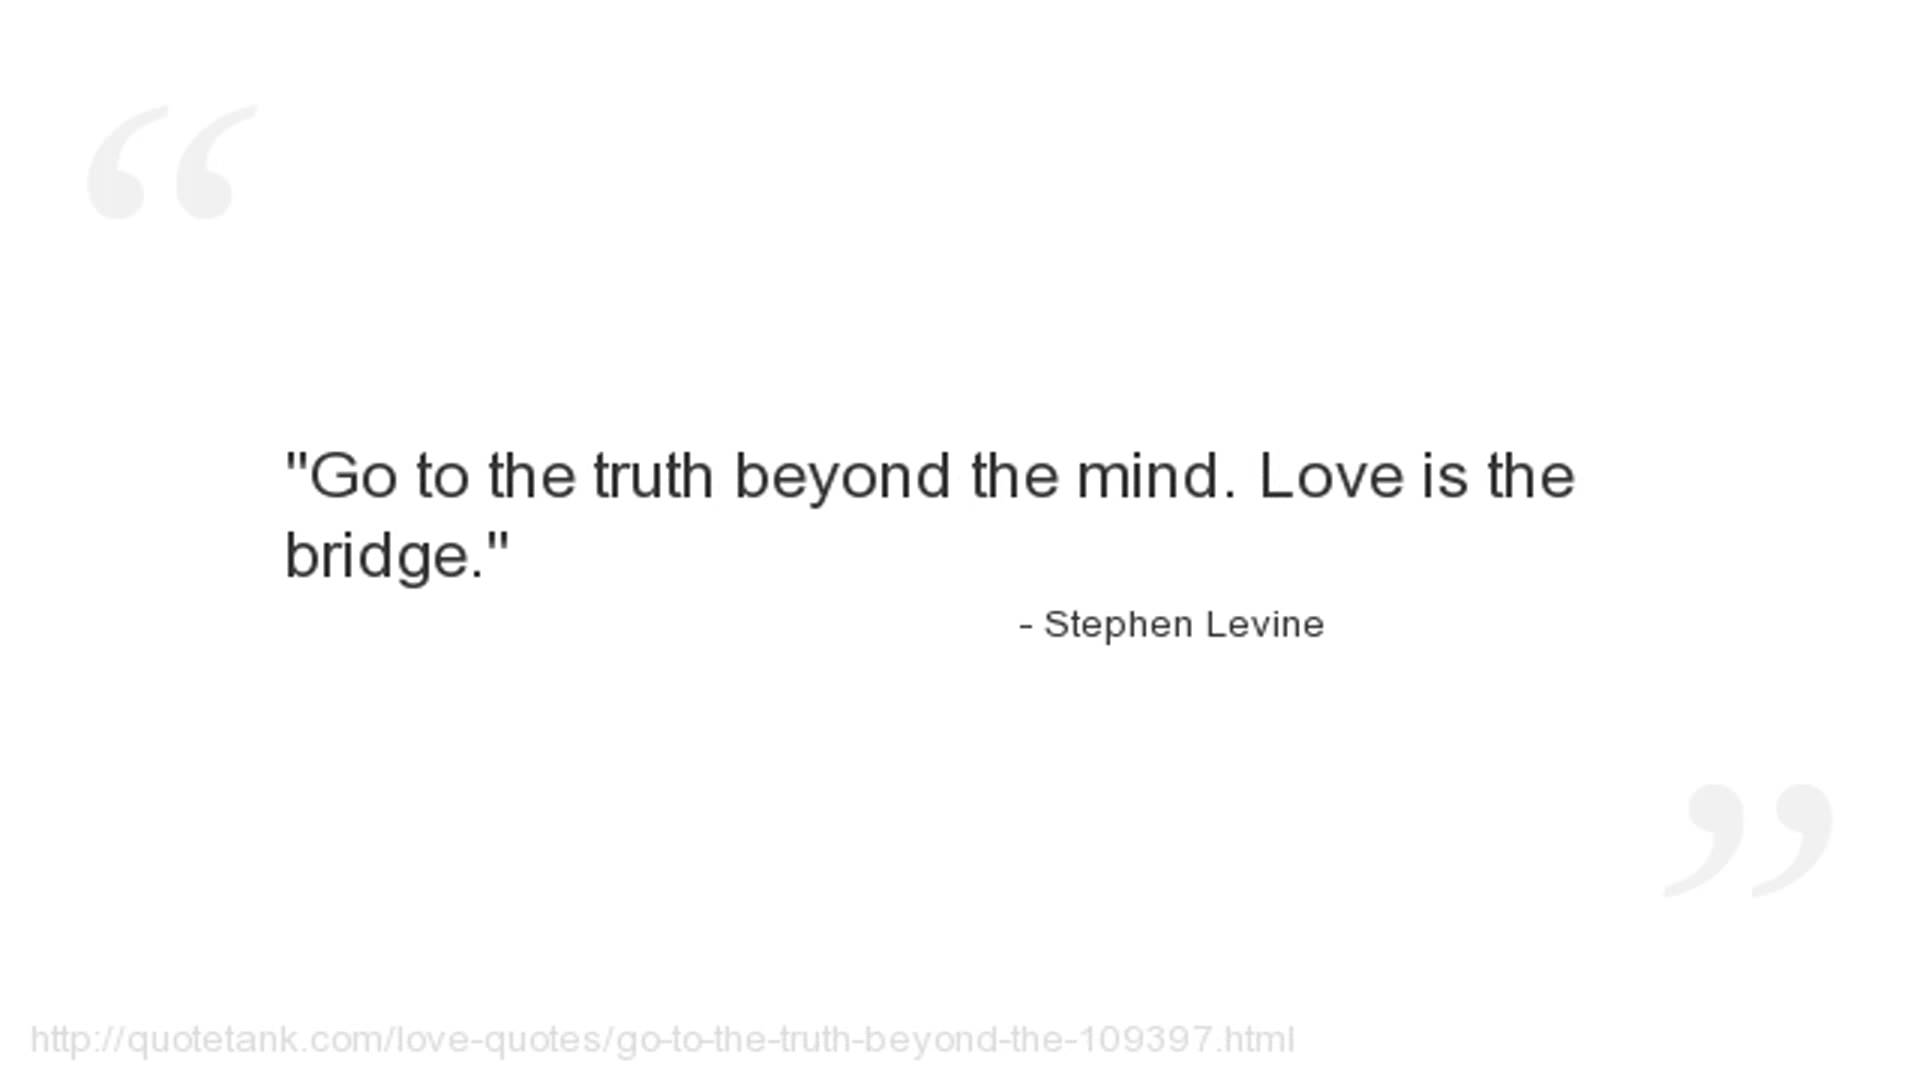 "Go to the truth beyond the mind. Love is the
bridge."
- Stephen Levine
http://quotetank.com/love-quotes/go-to-the-truth-beyond-the-109397.html